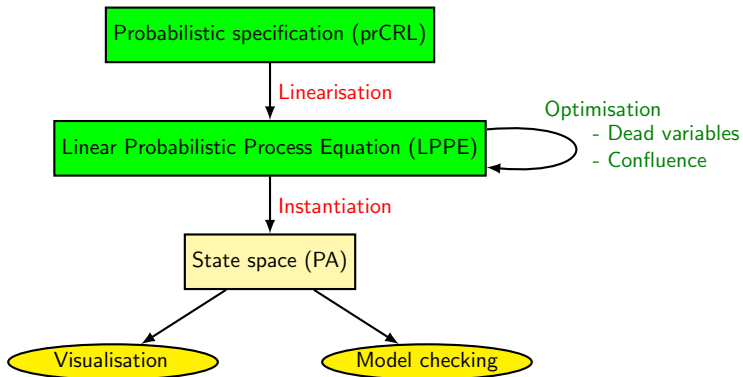 Probabilistic specification (prCRL)
Linearisation
Optimisation
- Dead variables
- Confluence
Linear Probabilistic Process Equation (LPPE)
Instantiation
State space (PA)
Visualisation
Model checking